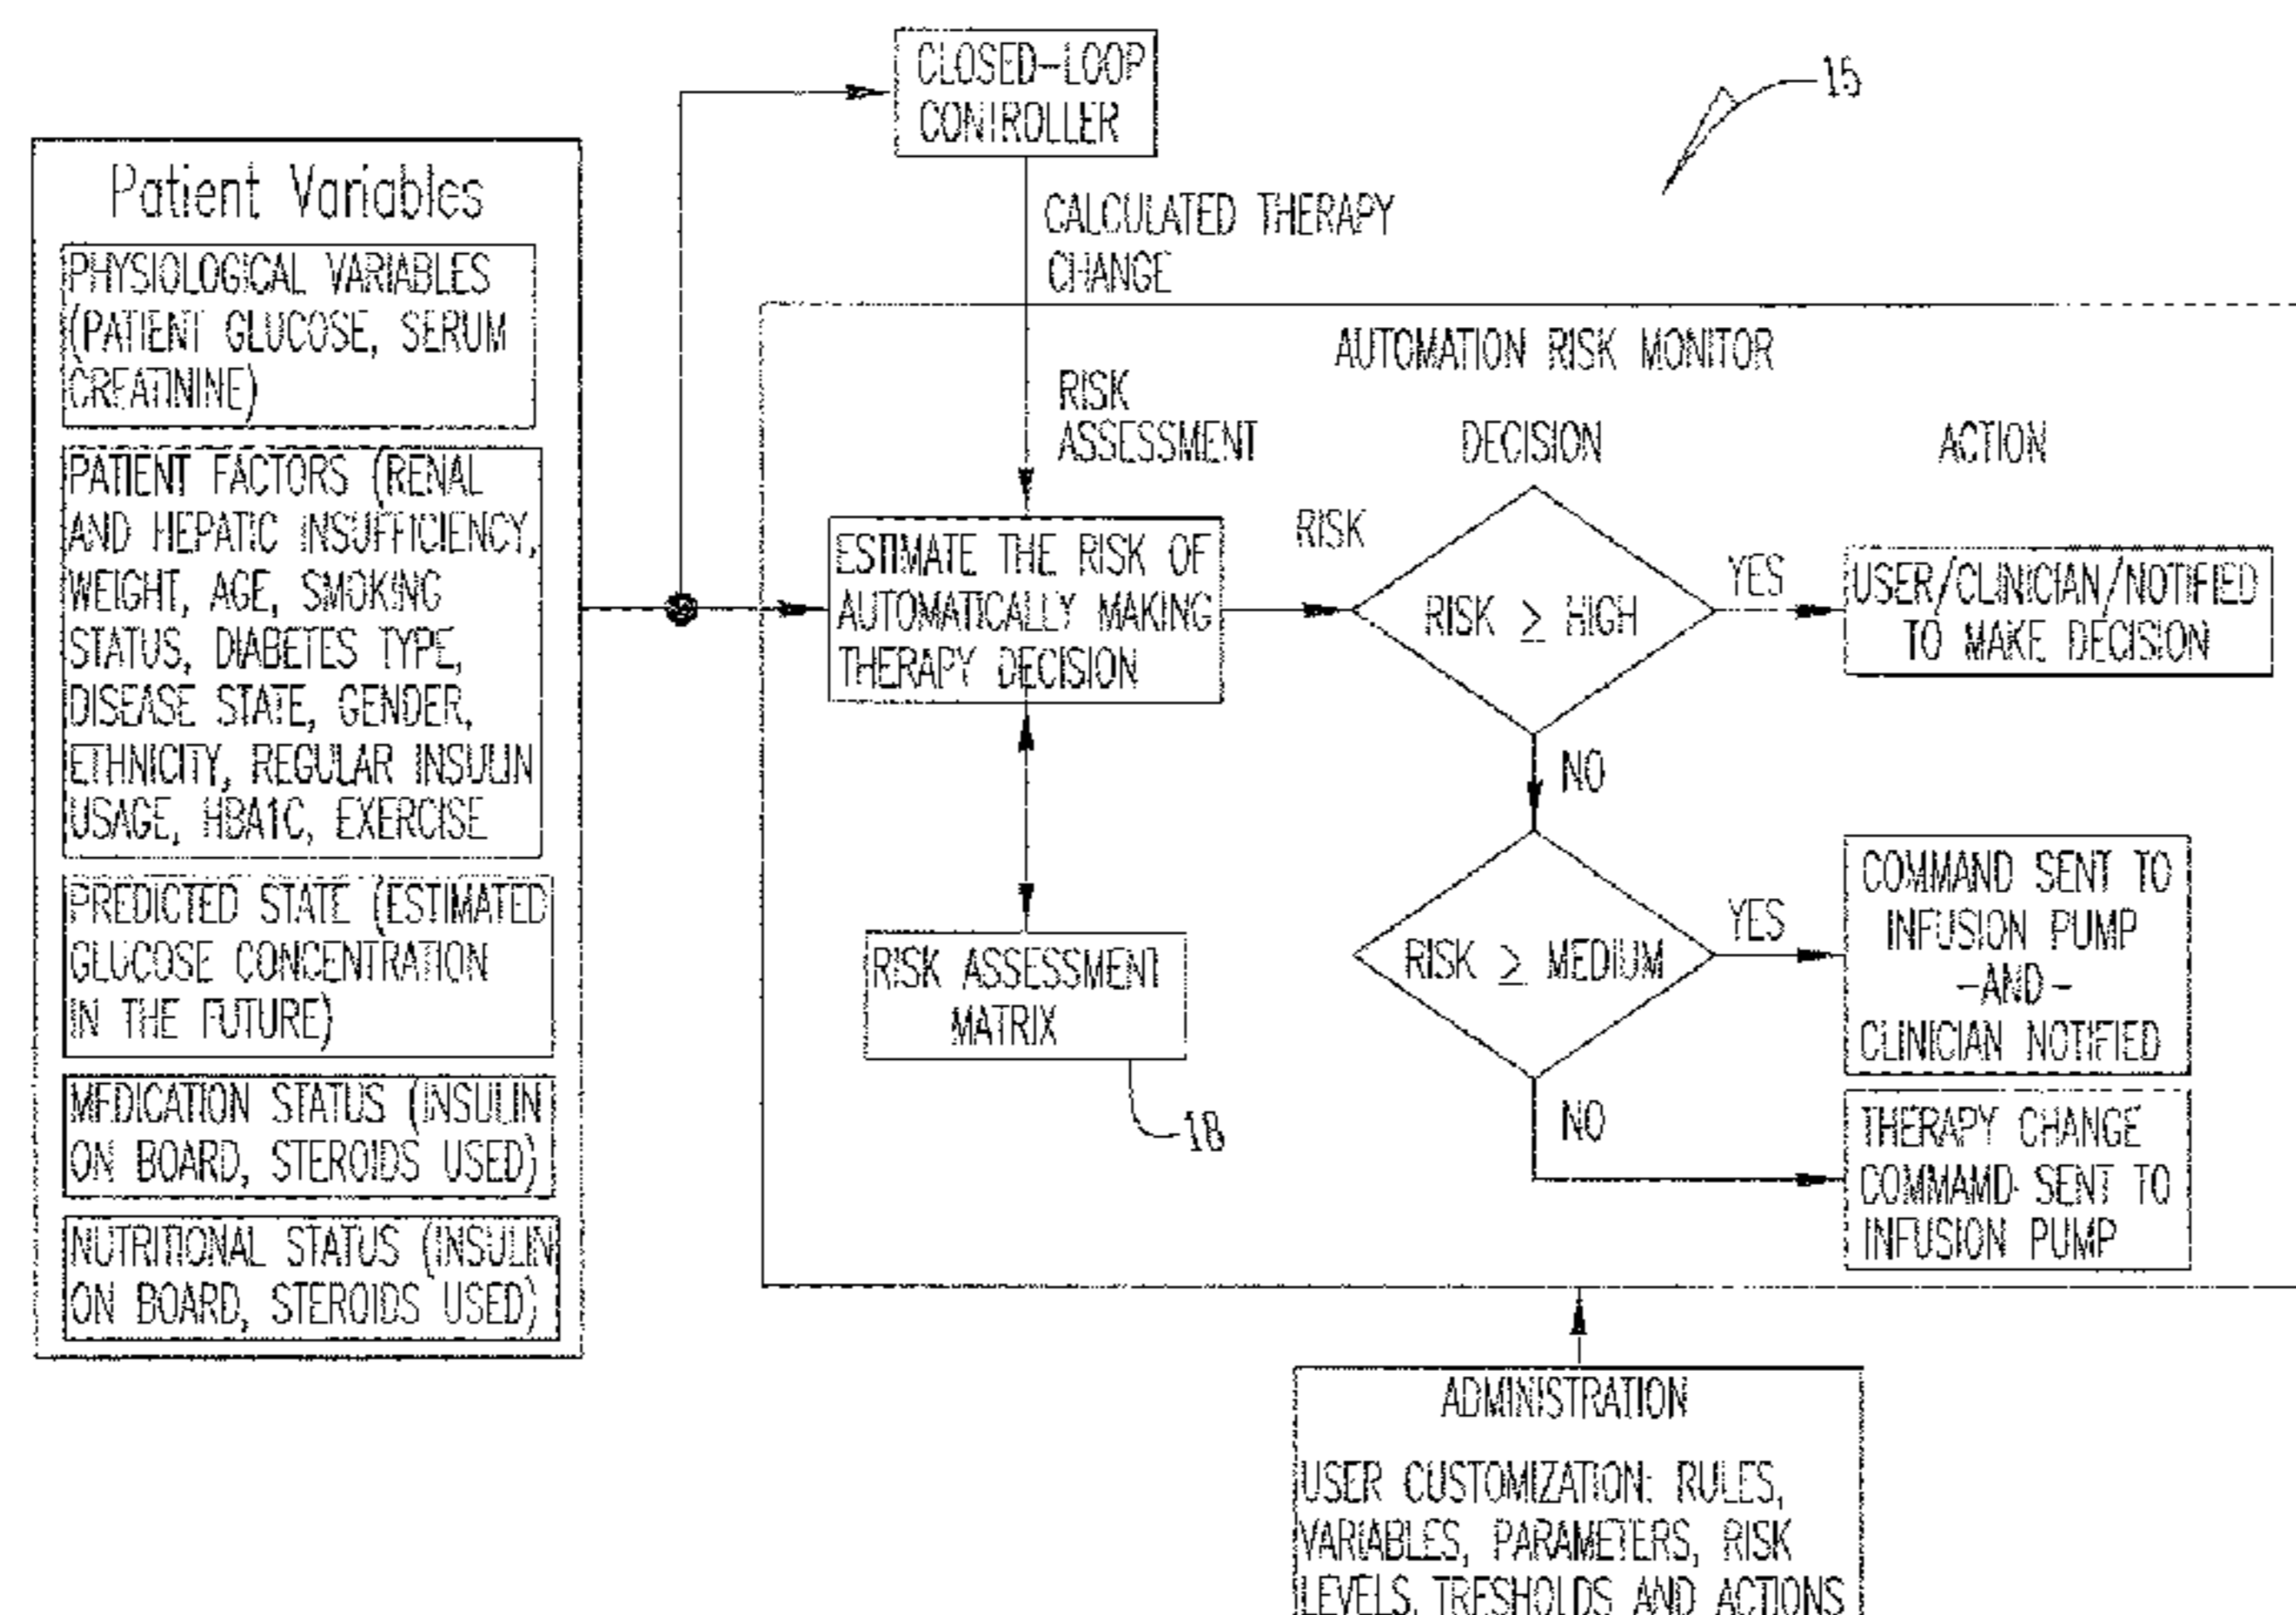 CLOSED-LOOP
CONTROLLER
15
Patient Variables
PHYSIOLOGICAL VARIABLES
(PATIENT GLUCOSE, SERUM
CREATININE)
PATIENT FACTORS (RENAL
AND HEPATIC INSUFFICIENCY,
WEIGHT, AGE, SMOKING
STATUS, DIABETES TYPE,
DISEASE STATE, GENDER,
ETHNICITY, REGULAR INSULIN
USAGE, HBA1C, EXERCISE
PREDICTED STATE (ESTIMATED
GLUCOSE CONCENTRATION
IN THE FUTURE)
MEDICATION STATUS (INSULIN
ON BOARD, STEROIDS USED)
NUTRITIONAL STATUS (INSULIN
ON BOARD, STEROIDS USED)
CALCULATED THERAPY
CHANGE
AUTOMATION RISK MONITOR
RISK
ASSESSMENT
DECISION
ACTION
ESTIMATE THE RISK OF
AUTOMATICALLY MAKING
THERAPY DECISION
RISK
RISK ≥ HIGH
YES
USER/CLINICIAN/NOTIFIED
TO MAKE DECISION
NO
RISK ASSESSMENT
MATRIX
18
RISK ≥ MEDIUM
YES
COMMAND SENT TO
INFUSION PUMP
-AND-
CLINICIAN NOTIFIED
NO
THERAPY CHANGE
COMMAMD SENT TO
INFUSION PUMP
ADMINISTRATION
USER CUSTOMIZATION: RULES,
VARIABLES, PARAMETERS, RISK
LEVELS, TRESHOLDS AND ACTIONS